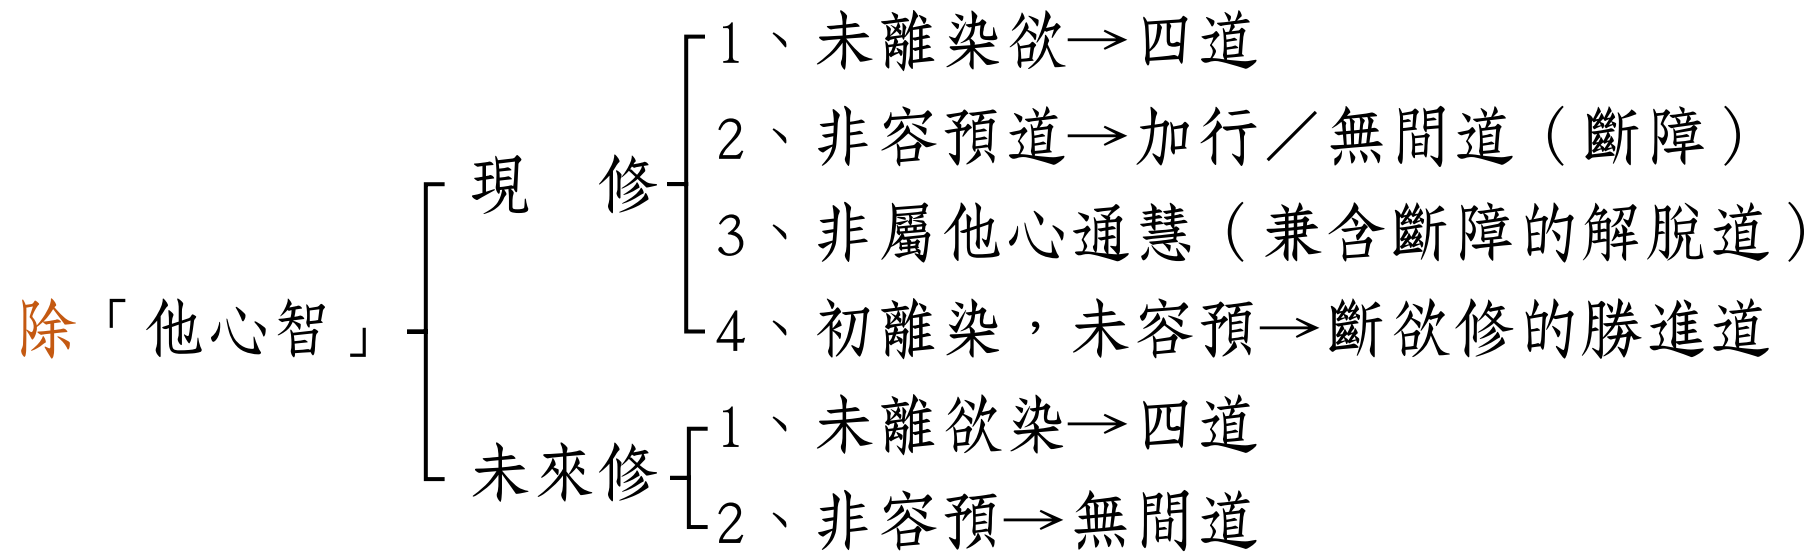 除「他心智」
現　修
1、未離染欲→四道
2、非容預道→加行／無間道（斷障）
3、非屬他心通慧（兼含斷障的解脫道）
4、初離染，未容預→斷欲修的勝進道
未來修
1、未離欲染→四道
2、非容預→無間道